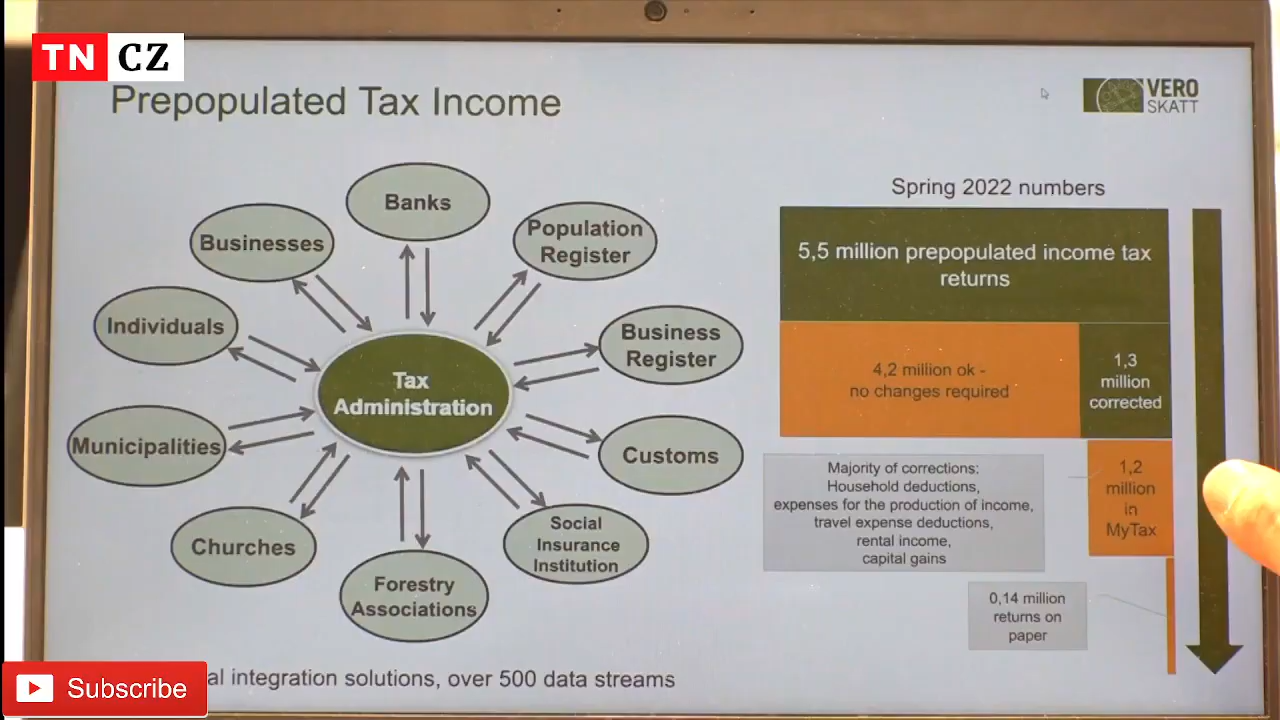 TN CZ
Prepopulated Tax Income
VERO
SKATT
Banks
Businesses
Population
Register
Individuals
Business
Register
Tax
Administration
Municipalities
Customs
Churches
Social
Insurance
Institution
Forestry
Associations
integration solutions, over 500 data streams
Spring 2022 numbers
5,5 million prepopulated income tax
returns
4,2 million ok -
no changes required
1,3
million
corrected
Majority of corrections:
Household deductions,
expenses for the production of income,
travel expense deductions,
rental income,
capital gains
1,2
million
in
MyTax
0,14 million
returns on
paper
Subscribe